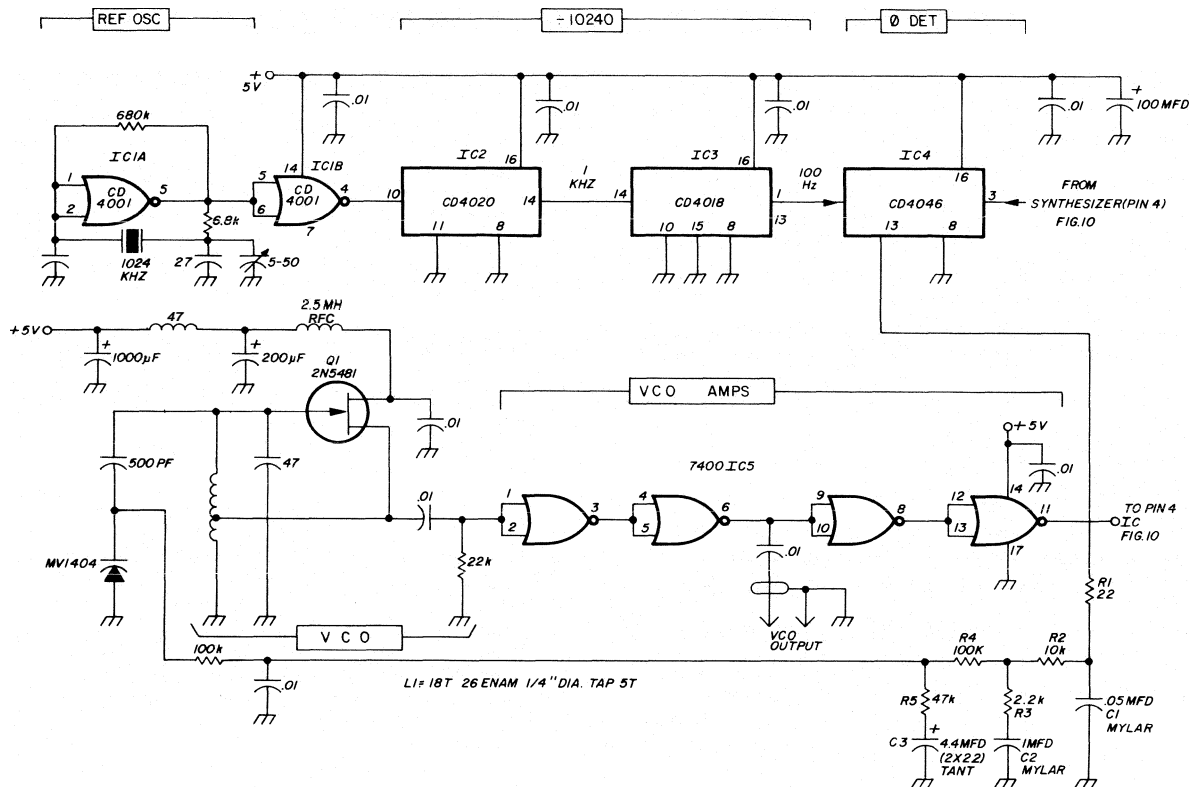 REF OSC
÷10240
Ø DET
+
5V
.01
.01
.01
.01
+
100 MFD
680k
IC1A
1
2
CD
4001
5
14
IC1B
5
6
CD
4001
4
7
6.8k
1024
KHZ
27
5-50
IC2
16
10
CD4020
14
11
8
1
KHZ
IC3
16
14
CD4018
1
13
10
15
8
100
Hz
IC4
16
CD4046
3
13
8
FROM
SYNTHESIZER(PIN 4)
FIG.10
+5V
47
2.5MH
RFC
+
1000µF
+
200µF
Q1
2N5481
.01
500PF
47
MV1404
.01
22k
VCO
VCO AMPS
7400 IC5
1
2
3
4
5
6
9
10
8
12
13
11
14
17
+5V
.01
.01
VCO
OUTPUT
TO PIN 4
IC
FIG.10
R1
22
100k
.01
L1= 18T 26 ENAM 1/4" DIA. TAP 5T
R4
100K
R2
10k
R5
47k
2.2k
R3
.05MFD
C1
MYLAR
C3
+
4.4MFD
(2X2.2)
TANT
1MFD
C2
MYLAR